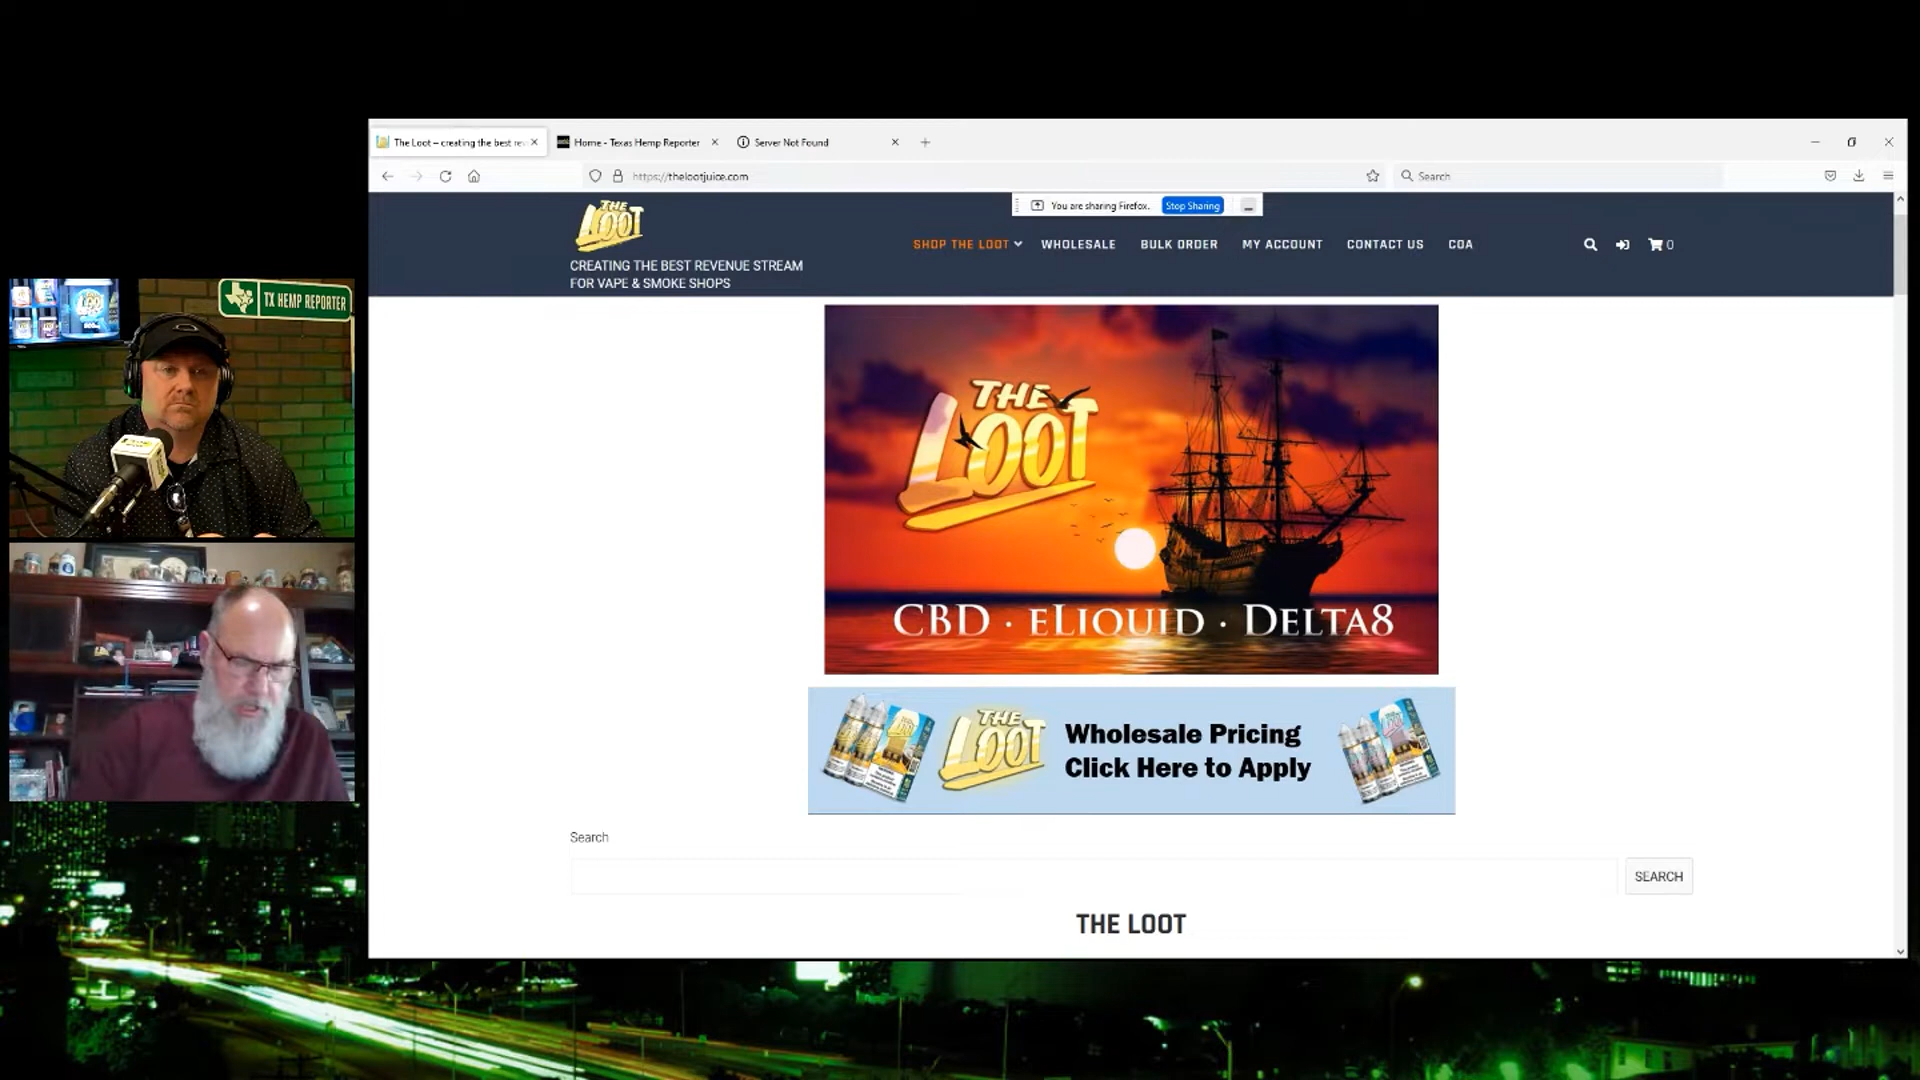 The Loot – creating the best rev
Home - Texas Hemp Reporter
Server Not Found
https://thelootjuice.com
Search
You are sharing Firefox.
Stop Sharing
THE
LOOT
CREATING THE BEST REVENUE STREAM
FOR VAPE & SMOKE SHOPS
SHOP THE LOOT
WHOLESALE
BULK ORDER
MY ACCOUNT
CONTACT US
COA
0
TX HEMP REPORTER
THE
LOOT
CBD · ELIQUID · DELTA8
THE
LOOT
Wholesale Pricing
Click Here to Apply
Search
SEARCH
THE LOOT